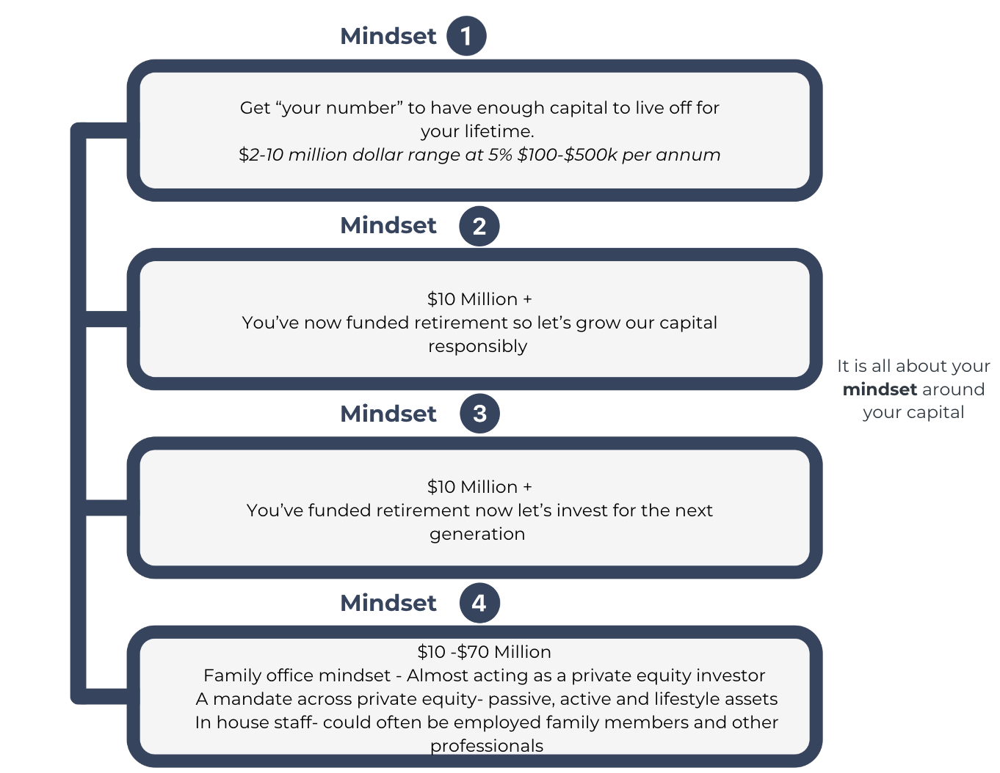 Mindset 1
Get “your number” to have enough capital to live off for
your lifetime.
$2-10 million dollar range at 5% $100-$500k per annum
Mindset 2
$10 Million +
You’ve now funded retirement so let’s grow our capital
responsibly
It is all about your
mindset around
your capital
Mindset 3
$10 Million +
You’ve funded retirement now let’s invest for the next
generation
Mindset 4
$10 -$70 Million
Family office mindset - Almost acting as a private equity investor
A mandate across private equity- passive, active and lifestyle assets
In house staff- could often be employed family members and other
professionals